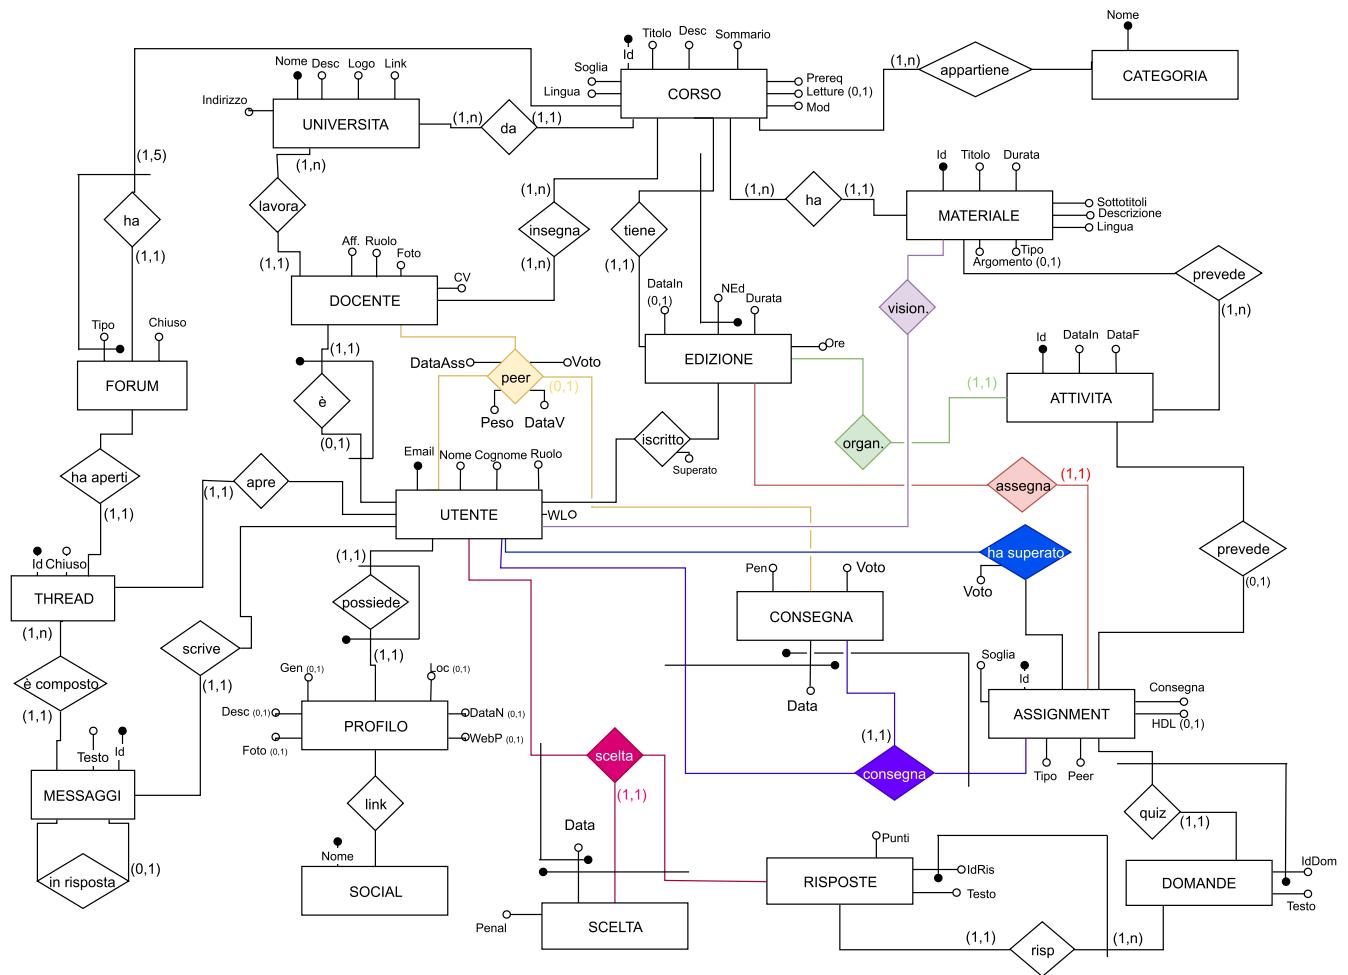 Nome
Id
Titolo
Desc
Sommario
(1,n)
appartiene
CATEGORIA
Nome
Desc
Logo
Link
Soglia
Lingua
CORSO
Prereq
Letture (0,1)
Mod
Indirizzo
UNIVERSITA
(1,n)
da
(1,1)
(1,5)
(1,n)
Id
Titolo
Durata
lavora
(1,n)
(1,n)
ha
(1,1)
MATERIALE
Sottotitoli
Descrizione
Lingua
ha
insegna
tiene
(1,1)
(1,1)
Aff.
Ruolo
Foto
(1,n)
(1,1)
Argomento (0,1)
Tipo
prevede
CV
DOCENTE
DataIn
(0,1)
NEd
Durata
vision.
(1,n)
Tipo
Chiuso
(1,1)
EDIZIONE
Ore
Id
DataIn
DataF
DataAss
Voto
peer
(0,1)
(1,1)
FORUM
è
ATTIVITA
Peso
DataV
(0,1)
iscritto
Superato
organ.
Email
Nome
Cognome
Ruolo
ha aperti
apre
(1,1)
assegna
(1,1)
(1,1)
UTENTE
WL
(1,1)
ha superato
prevede
Id
Chiuso
Pen
Voto
Voto
(0,1)
THREAD
possiede
CONSEGNA
(1,n)
scrive
(1,1)
Gen (0,1)
Loc (0,1)
Soglia
Id
è composto
(1,1)
Desc (0,1)
DataN (0,1)
Data
Consegna
(1,1)
PROFILO
ASSIGNMENT
HDL (0,1)
Foto (0,1)
WebP (0,1)
(1,1)
Testo
Id
scelta
consegna
Tipo
Peer
MESSAGGI
link
(1,1)
quiz
(1,1)
Data
Punti
Nome
(0,1)
in risposta
IdRis
IdDom
SOCIAL
RISPOSTE
Testo
DOMANDE
Testo
Penal
SCELTA
(1,1)
risp
(1,n)